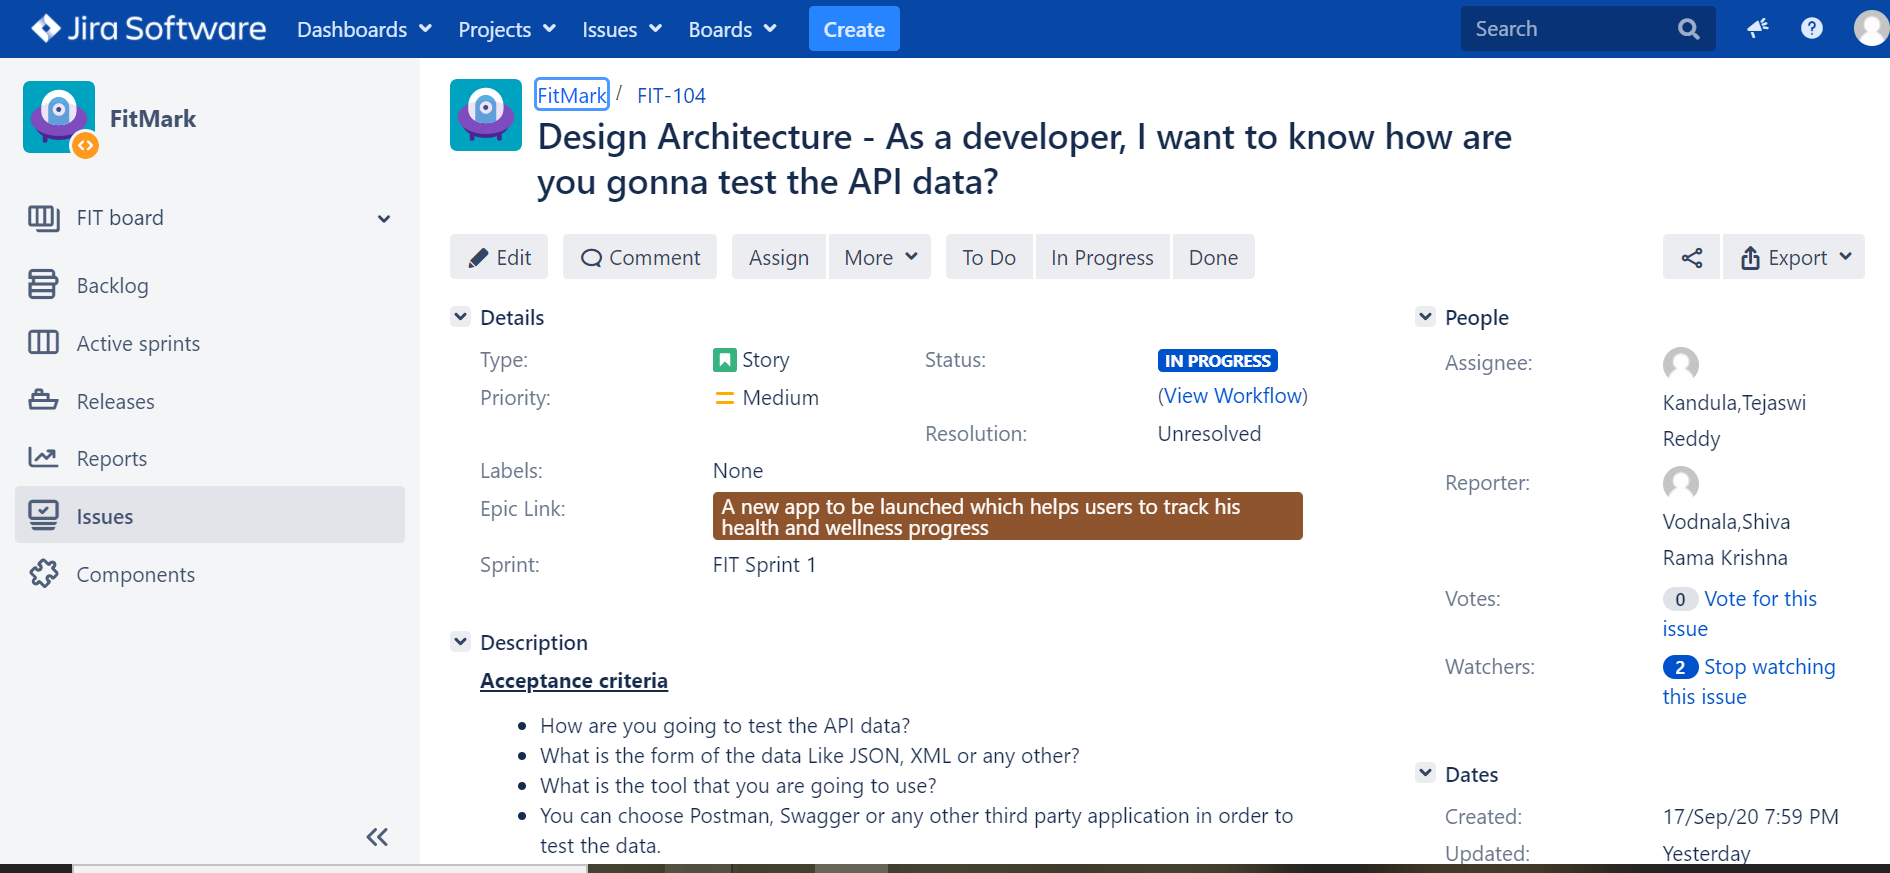 Jira Software Dashboards Projects Issues Boards Create Search ?
FitMark
FIT board
Backlog
Active sprints
Releases
Reports
Issues
Components
FitMark / FIT-104
Design Architecture - As a developer, I want to know how are
you gonna test the API data?
Edit Comment Assign More To Do In Progress Done Export
Details
Type: Story Status: IN PROGRESS
(View Workflow)
Priority: Medium
Resolution: Unresolved
Labels: None
Epic Link: A new app to be launched which helps users to track his
health and wellness progress
Sprint: FIT Sprint 1
Description
Acceptance criteria
• How are you going to test the API data?
• What is the form of the data Like JSON, XML or any other?
• What is the tool that you are going to use?
• You can choose Postman, Swagger or any other third party application in order to
test the data.
People
Assignee:
Kandula,Tejaswi
Reddy
Reporter:
Vodnala,Shiva
Rama Krishna
Votes: 0 Vote for this
issue
Watchers: 2 Stop watching
this issue
Dates
Created: 17/Sep/20 7:59 PM
Updated: Yesterday